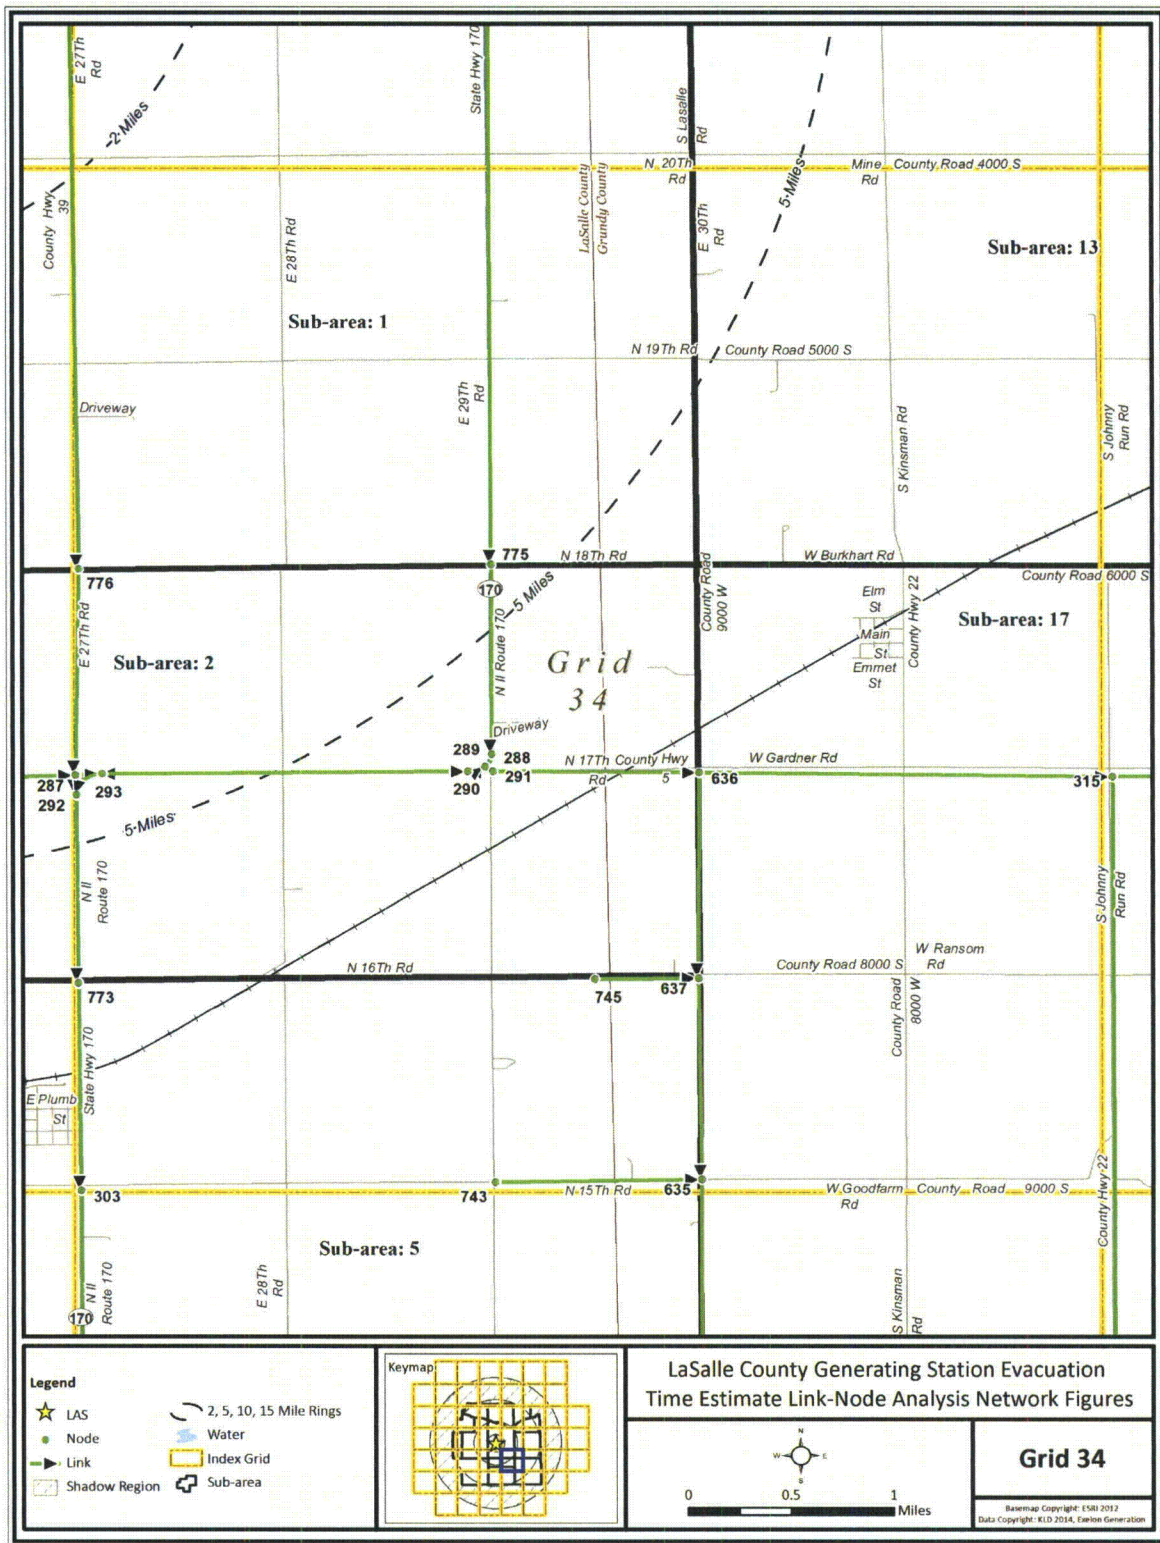 E 27Th
Rd
State Hwy 170
2 Miles
S Lasalle
Rd
N 20Th
Rd
Mine
Rd
County Road 4000 S
5 Miles
County Hwy
39
E 28Th Rd
LaSalle County
Grundy County
E 30Th
Rd
Sub-area: 13
Sub-area: 1
N 19Th Rd
County Road 5000 S
Driveway
E 29Th
Rd
S Kinsman Rd
S Johnny
Run Rd
775
N 18Th Rd
W Burkhart Rd
776
170
5 Miles
County Road 6000 S
E 27Th Rd
N Il Route 170
County Road
9000 W
Elm
St
Main
St
Emmet
St
County Hwy 22
Sub-area: 17
Sub-area: 2
Grid
34
Driveway
289
288
N 17Th
Rd
County Hwy
5
W Gardner Rd
287
293
290
291
636
315
292
5 Miles
N Il
Route 170
S Johnny
Run Rd
N 16Th Rd
County Road 8000 S
W Ransom
Rd
773
745
637
County Road
8000 W
State Hwy 170
E Plumb
St
303
743
N 15Th Rd
635
W Goodfarm
Rd
County Road
9000 S
County Hwy 22
Sub-area: 5
N Il
Route 170
E 28Th
Rd
S Kinsman
Rd
170
Legend
LAS
Node
Link
Shadow Region
2, 5, 10, 15 Mile Rings
Water
Index Grid
Sub-area
Keymap
LaSalle County Generating Station Evacuation
Time Estimate Link-Node Analysis Network Figures
N
W E
S
0 0.5 1
Miles
Grid 34
Basemap Copyright: ESRI 2012
Data Copyright: KLD 2014, Exelon Generation